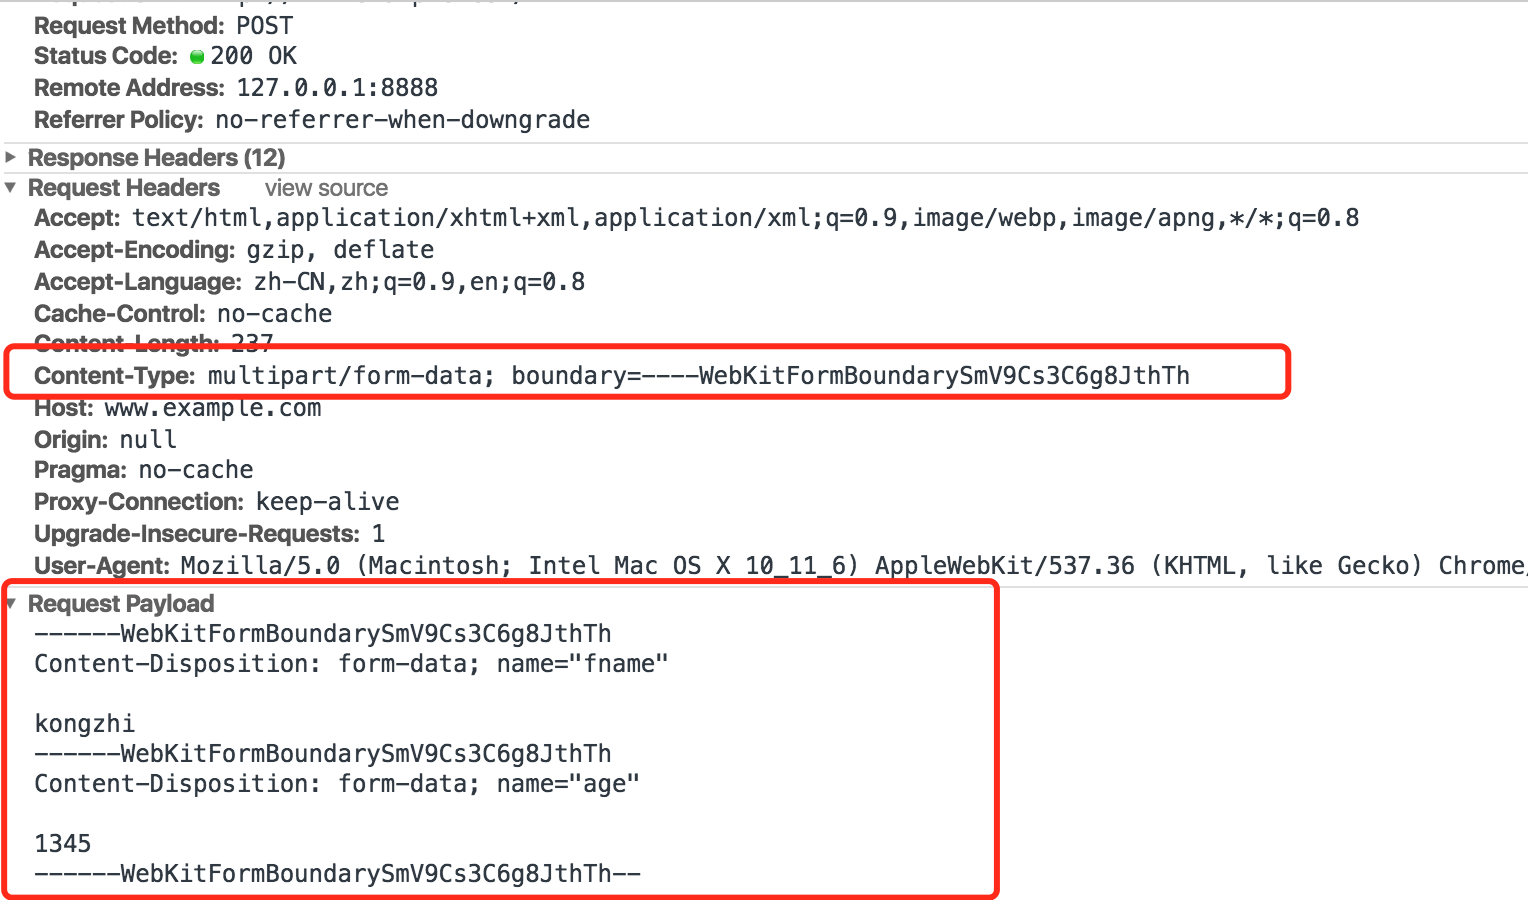 Request Method: POST
Status Code: 200 OK
Remote Address: 127.0.0.1:8888
Referrer Policy: no-referrer-when-downgrade
Response Headers (12)
Request Headers view source
Accept: text/html,application/xhtml+xml,application/xml;q=0.9,image/webp,image/apng,*/*;q=0.8
Accept-Encoding: gzip, deflate
Accept-Language: zh-CN,zh;q=0.9,en;q=0.8
Cache-Control: no-cache
Content-Length: 237
Content-Type: multipart/form-data; boundary=----WebKitFormBoundarySmV9Cs3C6g8JthTh
Host: www.example.com
Origin: null
Pragma: no-cache
Proxy-Connection: keep-alive
Upgrade-Insecure-Requests: 1
User-Agent: Mozilla/5.0 (Macintosh; Intel Mac OS X 10_11_6) AppleWebKit/537.36 (KHTML, like Gecko) Chrome/
Request Payload
------WebKitFormBoundarySmV9Cs3C6g8JthTh
Content-Disposition: form-data; name="fname"
kongzhi
------WebKitFormBoundarySmV9Cs3C6g8JthTh
Content-Disposition: form-data; name="age"
1345
------WebKitFormBoundarySmV9Cs3C6g8JthTh--